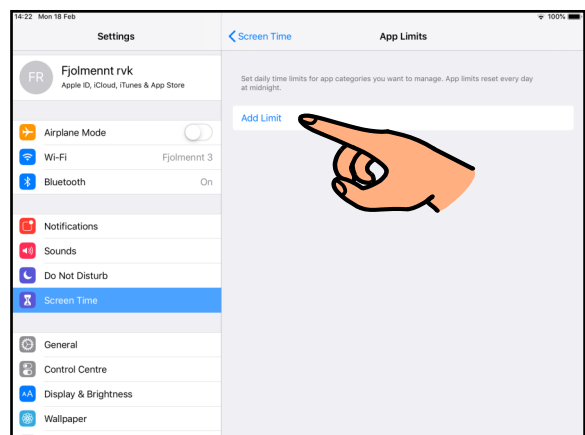 14:22 Mon 18 Feb
100%
Settings
Screen Time
App Limits
FR
Fjolmennt rvk
Apple ID, iCloud, iTunes & App Store
Set daily time limits for app categories you want to manage. App limits reset every day
at midnight.
Add Limit
Airplane Mode
Wi-Fi Fjolmennt 3
Bluetooth On
Notifications
Sounds
Do Not Disturb
Screen Time
General
Control Centre
AA Display & Brightness
Wallpaper